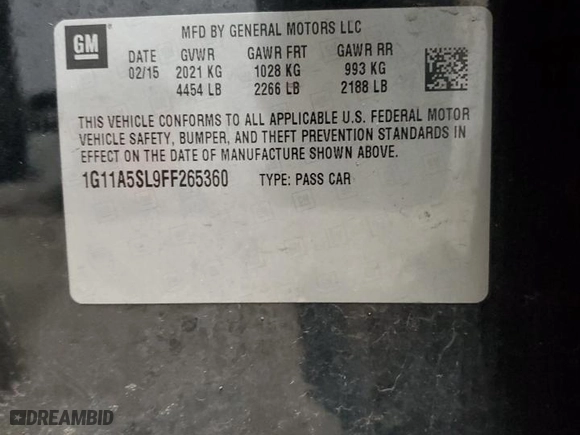 GM
MFD BY GENERAL MOTORS LLC
DATE GVWR GAWR FRT GAWR RR
02/15 2021 KG 1028 KG 993 KG
4454 LB 2266 LB 2188 LB
THIS VEHICLE CONFORMS TO ALL APPLICABLE U.S. FEDERAL MOTOR
VEHICLE SAFETY, BUMPER, AND THEFT PREVENTION STANDARDS IN
EFFECT ON THE DATE OF MANUFACTURE SHOWN ABOVE.
1G11A5SL9FF265360 TYPE: PASS CAR
DREAMBID